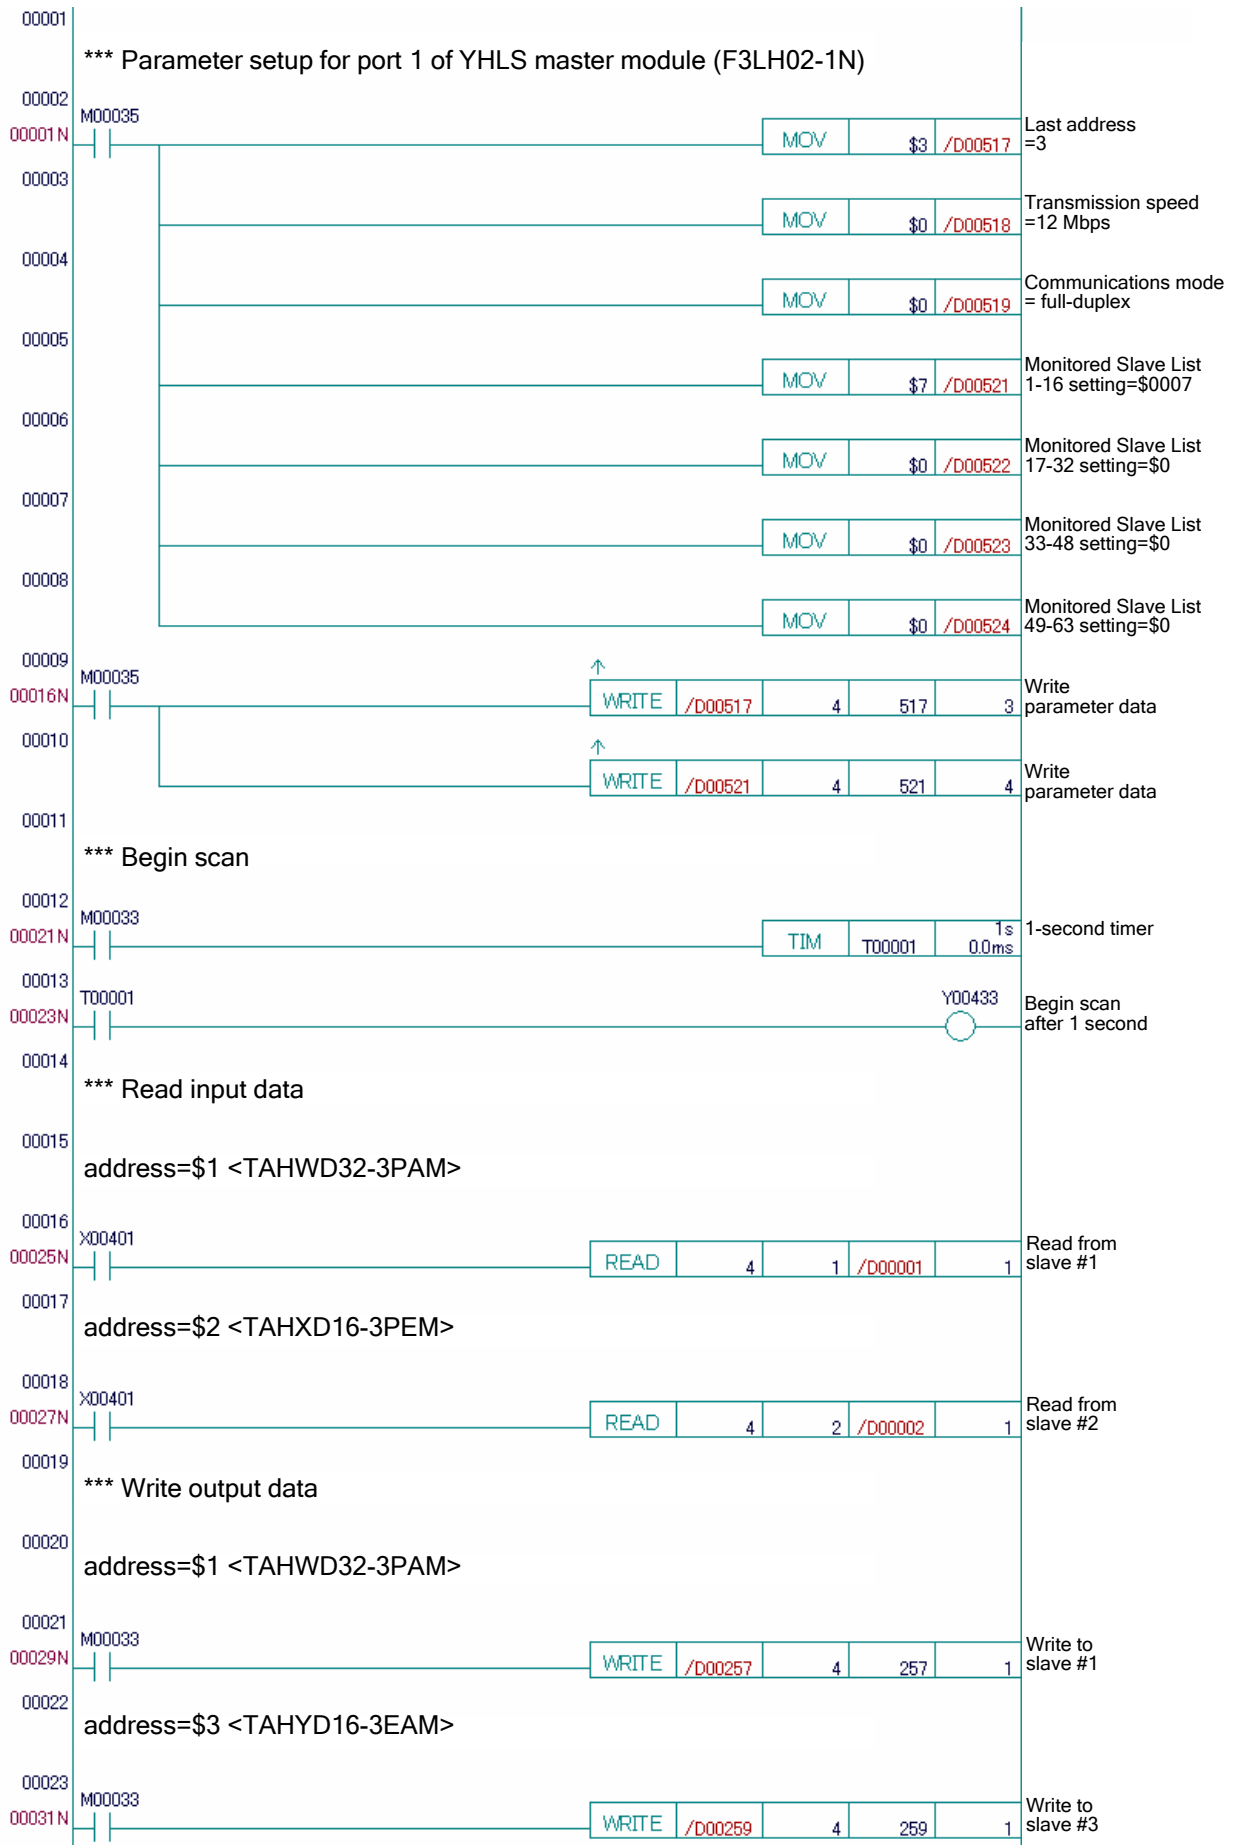 00001
*** Parameter setup for port 1 of YHLS master module (F3LH02-1N)
00002
M00035
00001N
MOV $3 /D00517
Last address
=3
00003
MOV $0 /D00518
Transmission speed
=12 Mbps
00004
MOV $0 /D00519
Communications mode
= full-duplex
00005
MOV $7 /D00521
Monitored Slave List
1-16 setting=$0007
00006
MOV $0 /D00522
Monitored Slave List
17-32 setting=$0
00007
MOV $0 /D00523
Monitored Slave List
33-48 setting=$0
00008
MOV $0 /D00524
Monitored Slave List
49-63 setting=$0
00009
M00035
00016N
↑
WRITE /D00517 4 517 3
Write
parameter data
00010
↑
WRITE /D00521 4 521 4
Write
parameter data
00011
*** Begin scan
00012
M00033
00021N
TIM T00001 1s
0.0ms
1-second timer
00013
T00001
00023N
Y00433
Begin scan
after 1 second
00014
*** Read input data
00015
address=$1 <TAHWD32-3PAM>
00016
X00401
00025N
READ 4 1 /D00001 1
Read from
slave #1
00017
address=$2 <TAHXD16-3PEM>
00018
X00401
00027N
READ 4 2 /D00002 1
Read from
slave #2
00019
*** Write output data
00020
address=$1 <TAHWD32-3PAM>
00021
M00033
00029N
WRITE /D00257 4 257 1
Write to
slave #1
00022
address=$3 <TAHYD16-3EAM>
00023
M00033
00031N
WRITE /D00259 4 259 1
Write to
slave #3